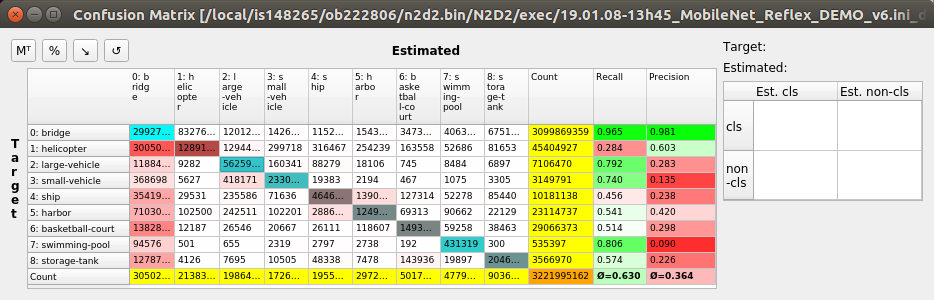 Confusion Matrix [/local/is148265/ob222806/n2d2.bin/N2D2/exec/19.01.08-13h45_MobileNet_Reflex_DEMO_v6.ini_d
Mᵀ % ↘ ↺ Estimated Target:
Estimated:
0: b ridg e 1: h elic opte r 2: l arge -veh icle 3: s mall -veh icle 4: s hip 5: h arbo r 6: b aske tbal l-co urt 7: s wimm ing- pool 8: s tora ge-t ank Count Recall Precision
Est. cls Est. non-cls
cls
non -cls
Target
0: bridge 29927... 83276... 12012... 1426... 1152... 1543... 3473... 4063... 6751... 3099869359 0.965 0.981
1: helicopter 30050... 12891... 12944... 299718 316467 254239 163558 52686 81653 45404927 0.284 0.603
2: large-vehicle 11884... 9282 56259... 160341 88279 18106 745 8484 6897 7106470 0.792 0.283
3: small-vehicle 368698 5627 418171 2330... 19383 2194 467 1075 3305 3149791 0.740 0.135
4: ship 35419... 29531 235586 71636 4646... 1390... 127314 52278 85440 10181138 0.456 0.238
5: harbor 71030... 102500 242511 102201 2886... 1249... 69313 90662 22129 23114737 0.541 0.420
6: basketball-court 13828... 12187 26546 20667 26111 118607 1493... 59258 38463 29066373 0.514 0.298
7: swimming-pool 94576 501 655 2319 2797 2738 192 431319 300 535397 0.806 0.090
8: storage-tank 12787... 4126 7695 10505 48338 7478 143936 19897 2046... 3566970 0.574 0.226
Count 30502... 21383... 19864... 1726... 1955... 2972... 5017... 4779... 9036... 3221995162 Ø=0.630 Ø=0.364